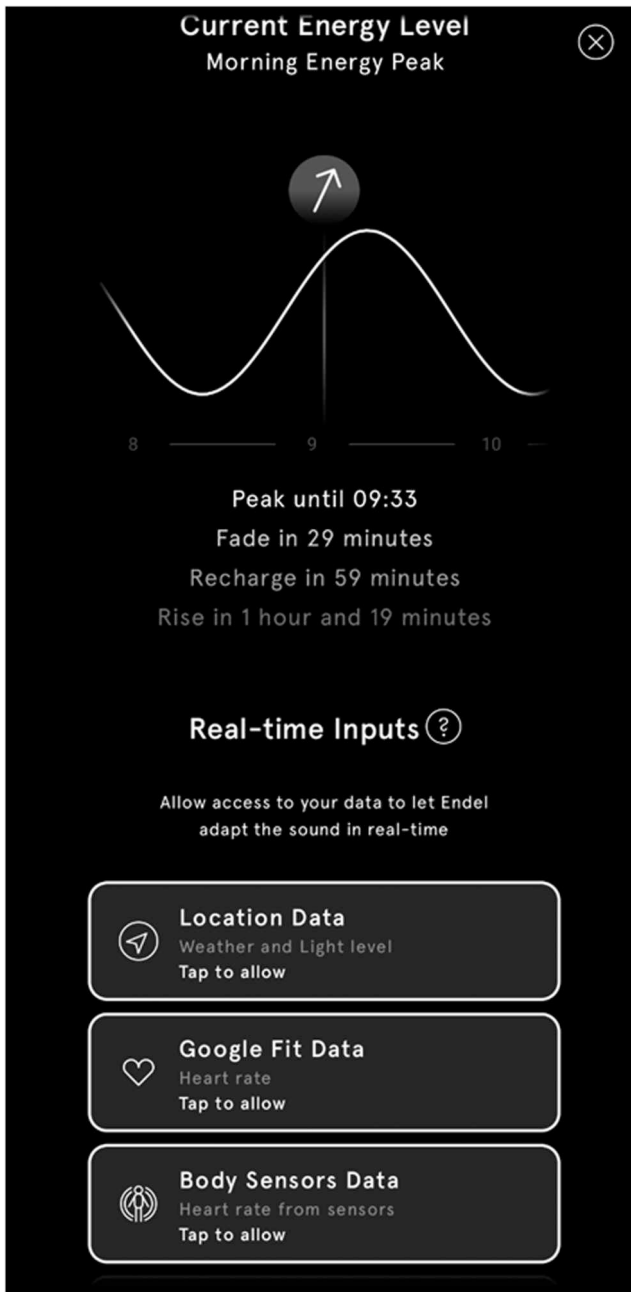 Current Energy Level
Morning Energy Peak
8
9
10
Peak until 09:33
Fade in 29 minutes
Recharge in 59 minutes
Rise in 1 hour and 19 minutes
Real-time Inputs ?
Allow access to your data to let Endel
adapt the sound in real-time
Location Data
Weather and Light level
Tap to allow
Google Fit Data
Heart rate
Tap to allow
Body Sensors Data
Heart rate from sensors
Tap to allow